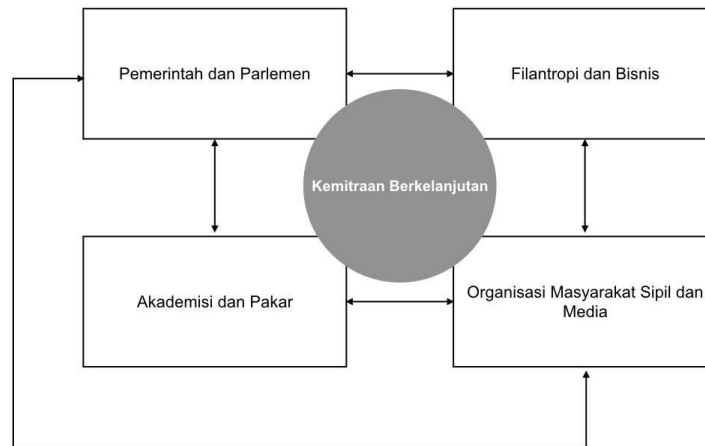 Pemerintah dan Parlemen
Filantropi dan Bisnis
Kemitraan Berkelanjutan
Akademisi dan Pakar
Organisasi Masyarakat Sipil dan
Media